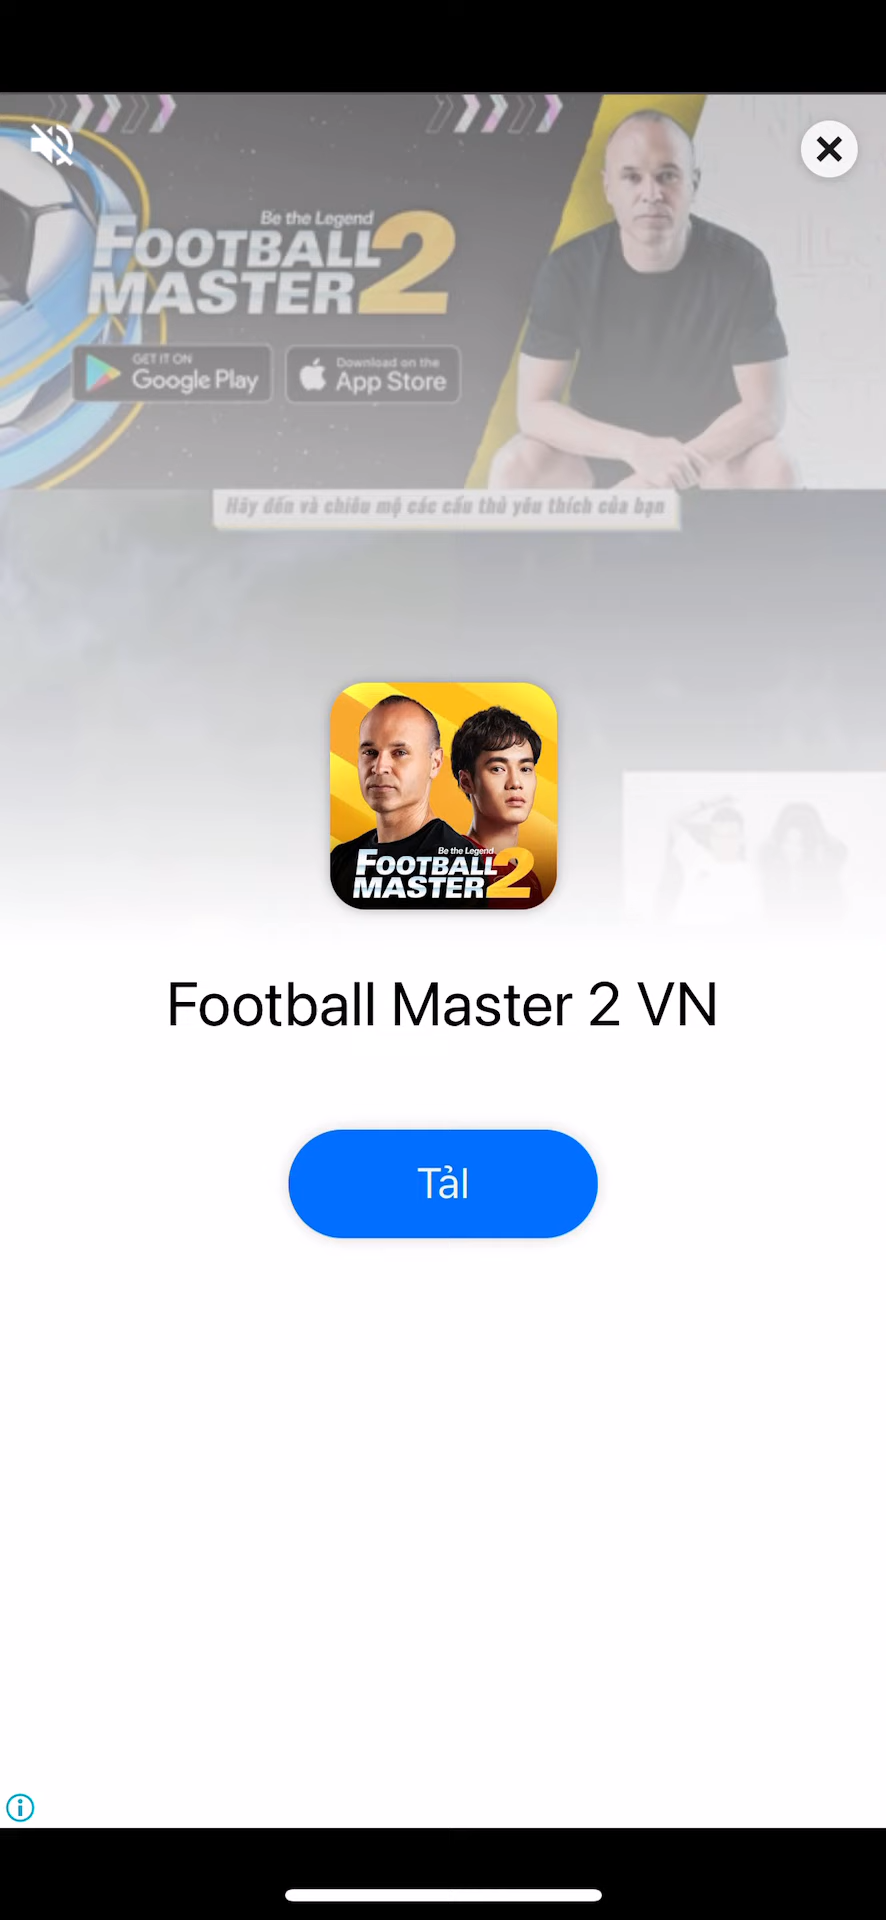 Be the Legend
FOOTBALL
MASTER 2
GET IT ON
Google Play
Download on the
App Store
Hãy đến và chiêu mộ các cầu thủ yêu thích của bạn
Be the Legend
FOOTBALL
MASTER 2
Football Master 2 VN
Tảl